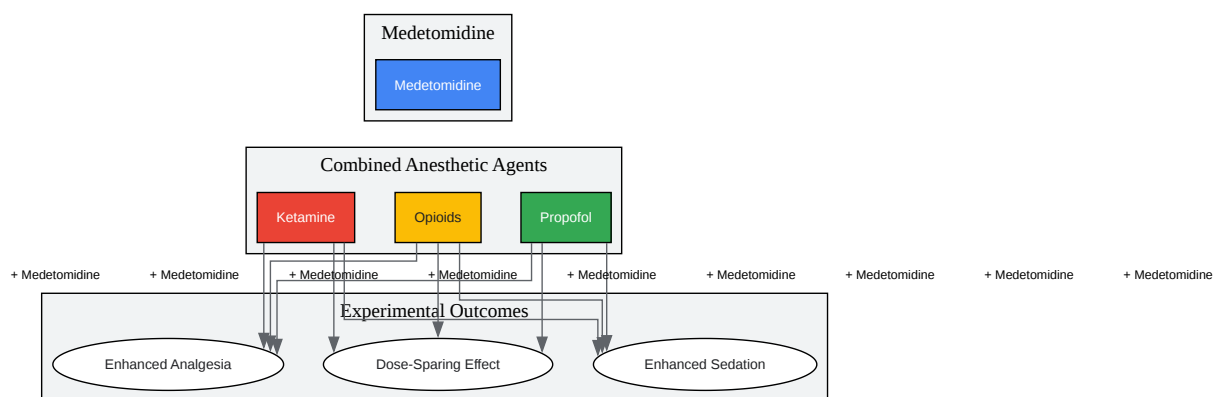 Medetomidine
Medetomidine
Combined Anesthetic Agents
Ketamine
Opioids
Propofol
+ Medetomidine
+ Medetomidine
+ Medetomidine
+ Medetomidine
+ Medetomidine
+ Medetomidine
+ Medetomidine
+ Medetomidine
+ Medetomidine
Experimental Outcomes
Enhanced Analgesia
Dose-Sparing Effect
Enhanced Sedation